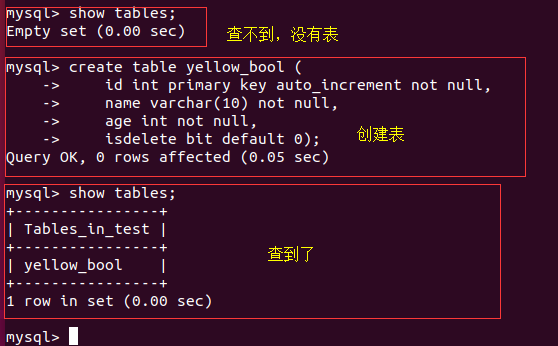 mysql> show tables;
Empty set (0.00 sec)
查不到，没有表
mysql> create table yellow_bool (
    ->     id int primary key auto_increment not null,
    ->     name varchar(10) not null,
    ->     age int not null,
    ->     isdelete bit default 0);
创建表
Query OK, 0 rows affected (0.05 sec)
mysql> show tables;
+----------------+
| Tables_in_test |
+----------------+
查到了
| yellow_bool    |
+----------------+
1 row in set (0.00 sec)
mysql>